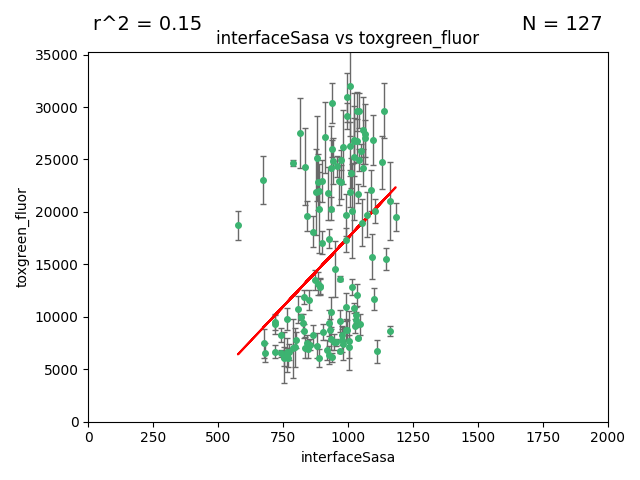 r^2 = 0.15 N = 127
interfaceSasa vs toxgreen_fluor
35000
30000
25000
20000
15000
10000
5000
0
toxgreen_fluor
0 250 500 750 1000 1250 1500 1750 2000
interfaceSasa